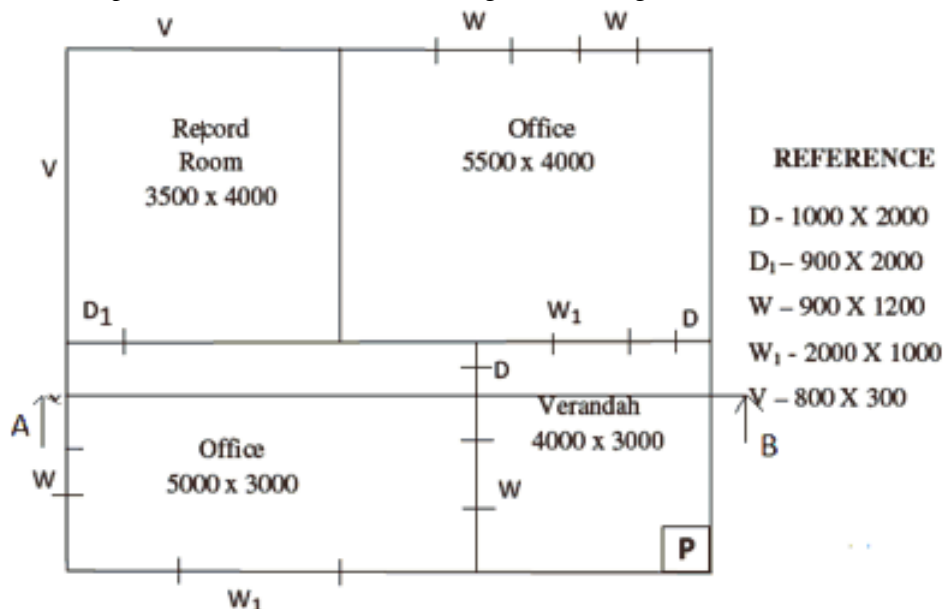 V
W
W
Record
Room
3500 x 4000
Office
5500 x 4000
V
REFERENCE
D - 1000 X 2000
D₁ – 900 X 2000
W – 900 X 1200
W₁ - 2000 X 1000
V – 800 X 300
D₁
W₁
D
D
A
Verandah
4000 x 3000
B
Office
5000 x 3000
W
W
P
W₁